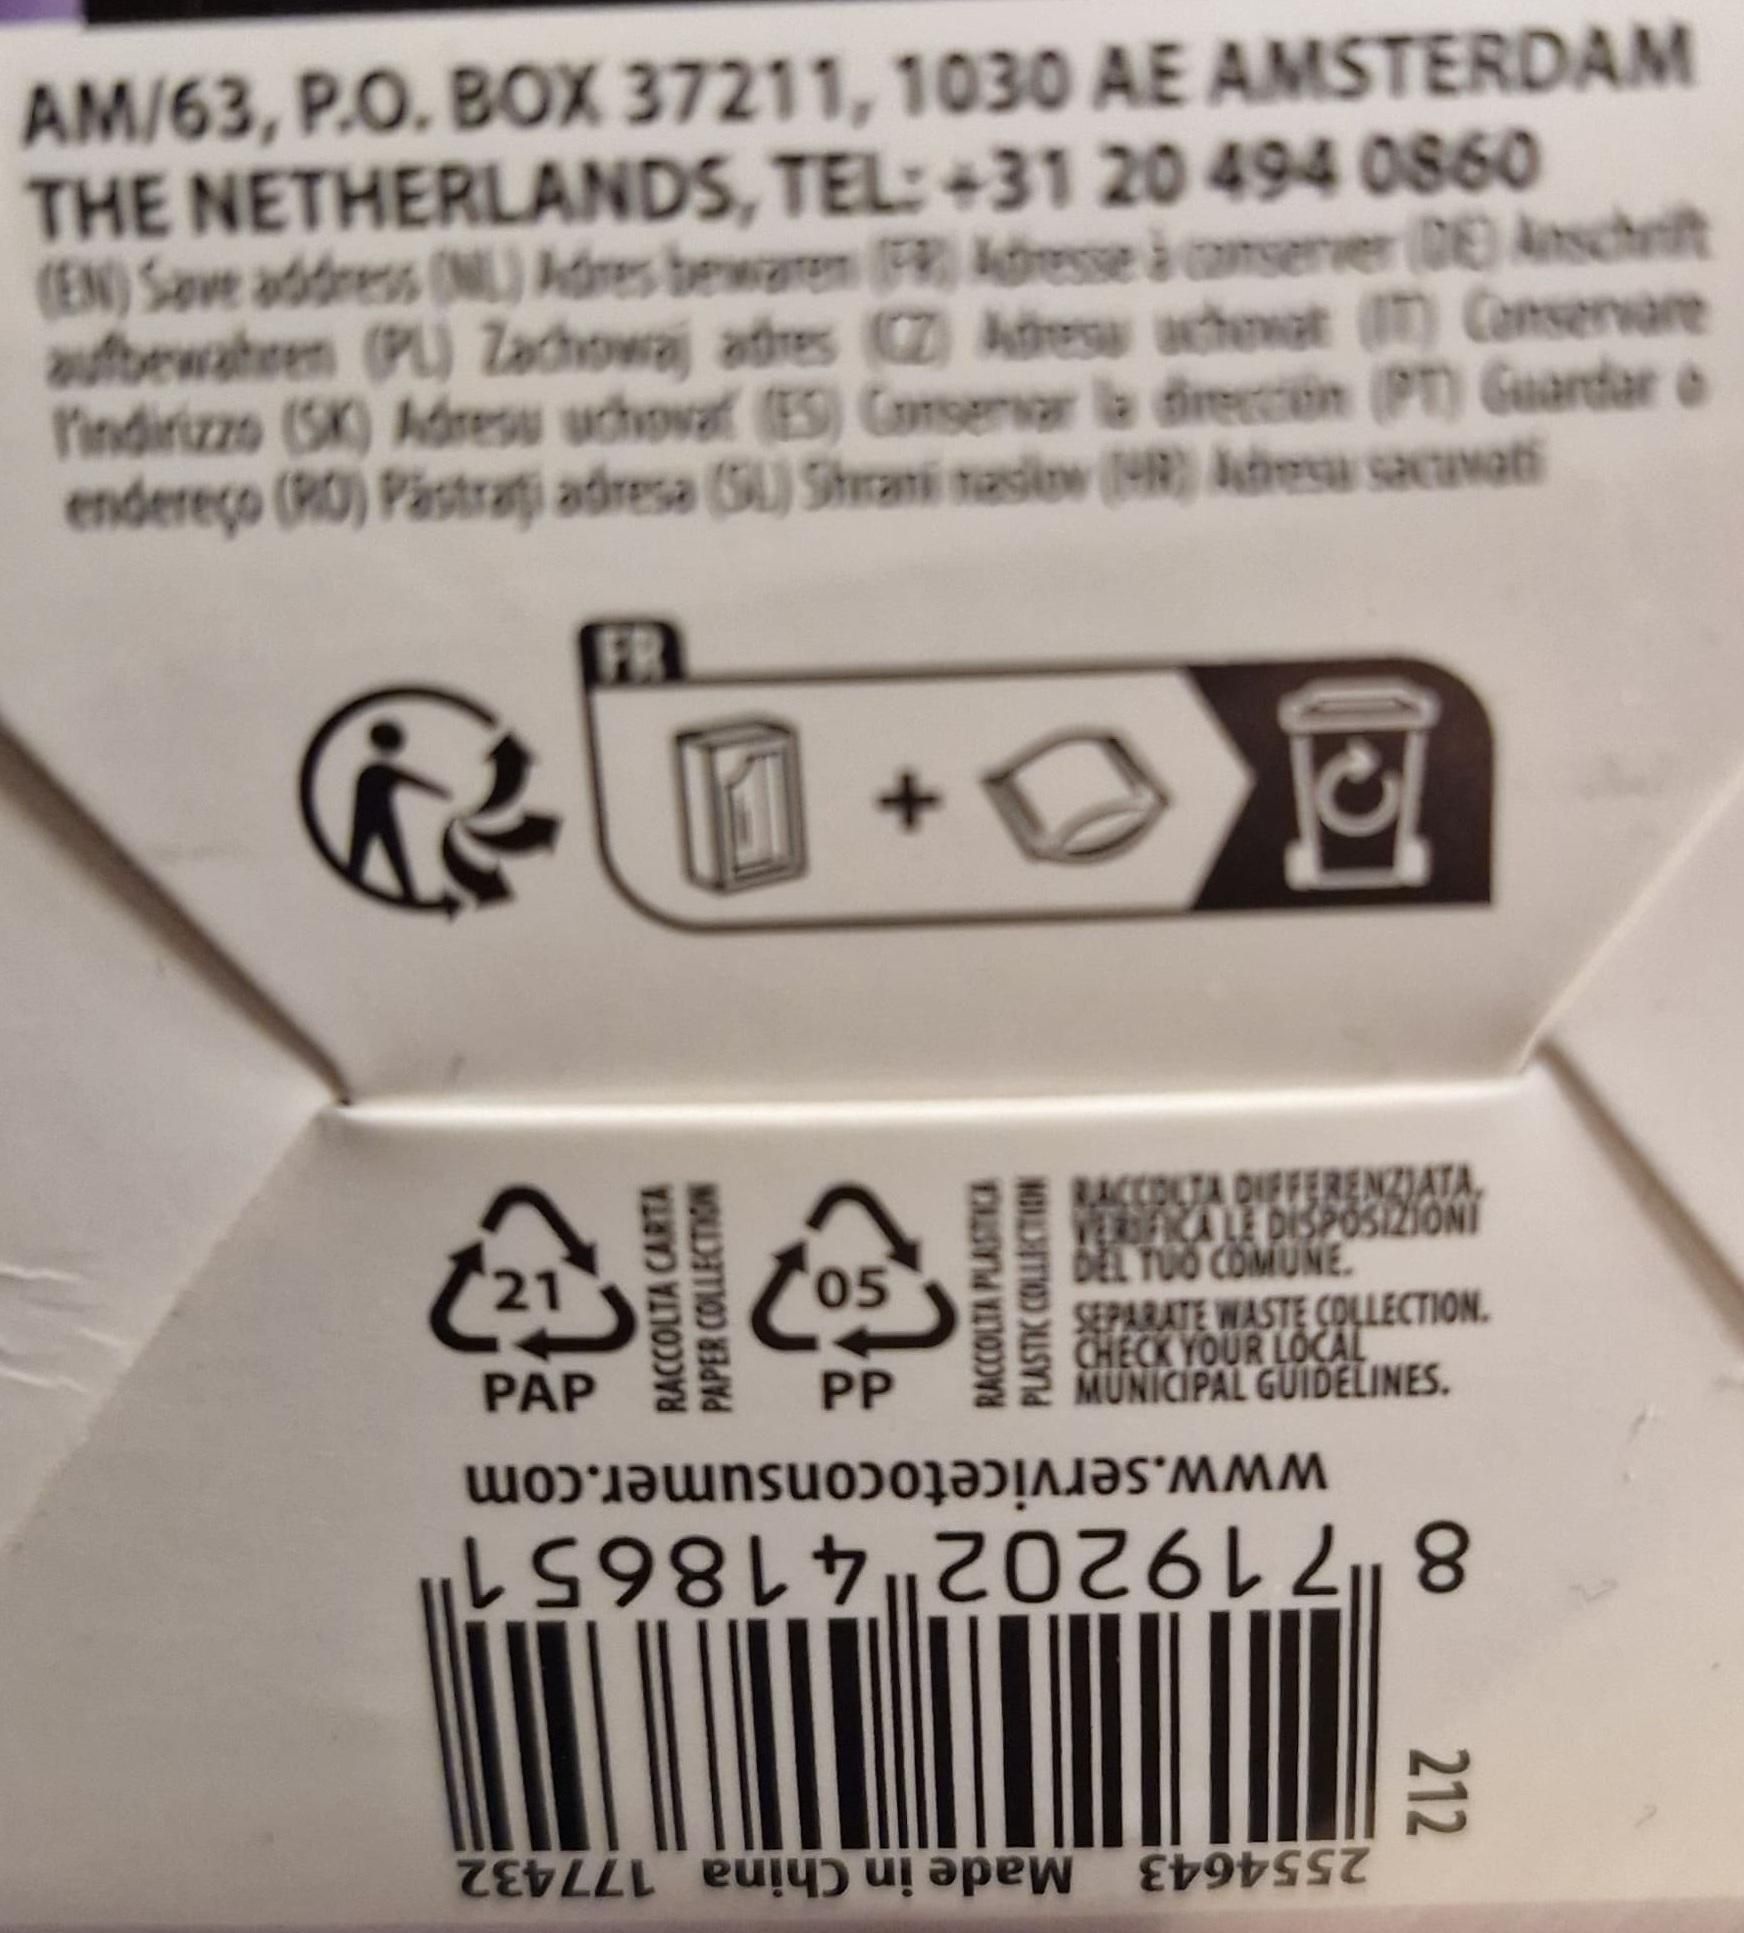 AM/63, P.O. BOX 37211, 1030 AE AMSTERDAM
THE NETHERLANDS, TEL: +31 20 494 0860
(EN) Save address (NL) Adres bewaren (FR) Adresse à conserver (DE) Anschrift
aufbewahren (PL) Zachowaj adres (CZ) Adresu uchovat (IT) Conservare
l'indirizzo (SK) Adresu uchovať (ES) Conservar la dirección (PT) Guardar o
endereço (RO) Păstrați adresa (SL) Shrani naslov (HR) Adresu sacuvati
FR
21
PAP
RACCCOLTA CARTA
PAPER COLLECTION
05
PP
RACCOLTA PLASTICA
PLASTIC COLLECTION
RACCOLTA DIFFERENZIATA,
VERIFICA LE DISPOSIZIONI
DEL TUO COMUNE.
SEPARATE WASTE COLLECTION.
CHECK YOUR LOCAL
MUNICIPAL GUIDELINES.
www.servicetoconsumer.com
8 719202 418651
212
2554643 Made in China 177432